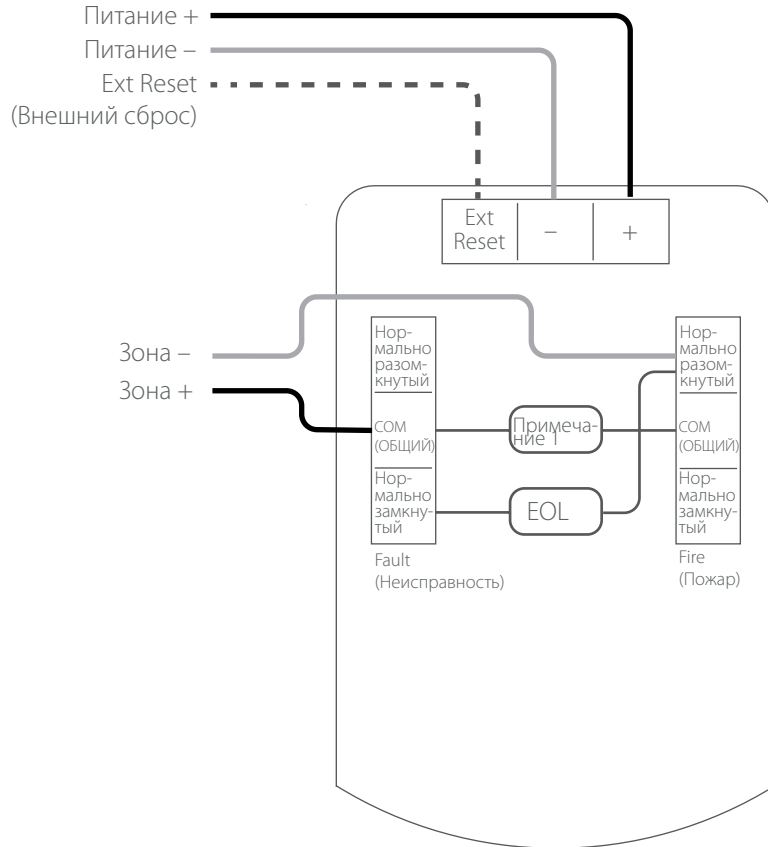 Питание +
Питание –
Ext Reset
(Внешний сброс)
Ext
Reset
–
+
Зона –
Зона +
Нор-
мально
разом-
кнутый
COM
(ОБЩИЙ)
Нор-
мально
замкну-
тый
Fault
(Неисправность)
Примеча-
ние 1
EOL
Нор-
мально
разом-
кнутый
COM
(ОБЩИЙ)
Нор-
мально
замкну-
тый
Fire
(Пожар)